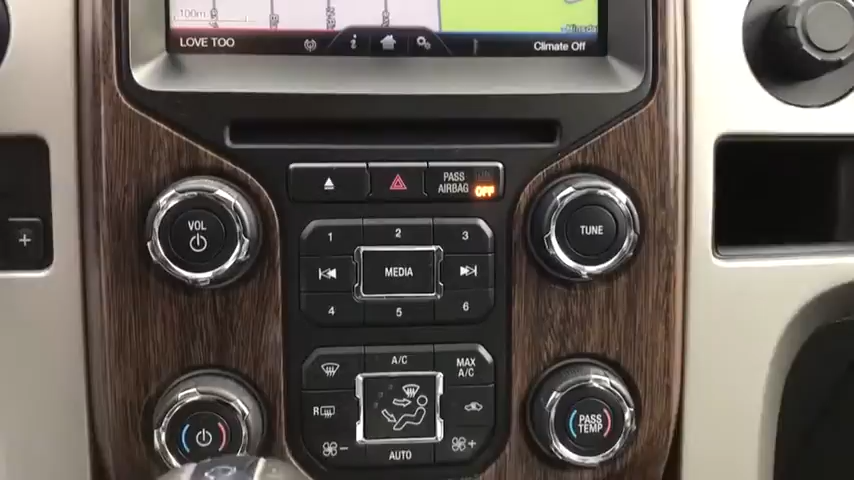 100m
LOVE TOO
Climate Off
PASS
AIRBAG OFF
VOL
1 2 3
MEDIA
4 5 6
TUNE
A/C
MAX
A/C
R
AUTO
PASS
TEMP